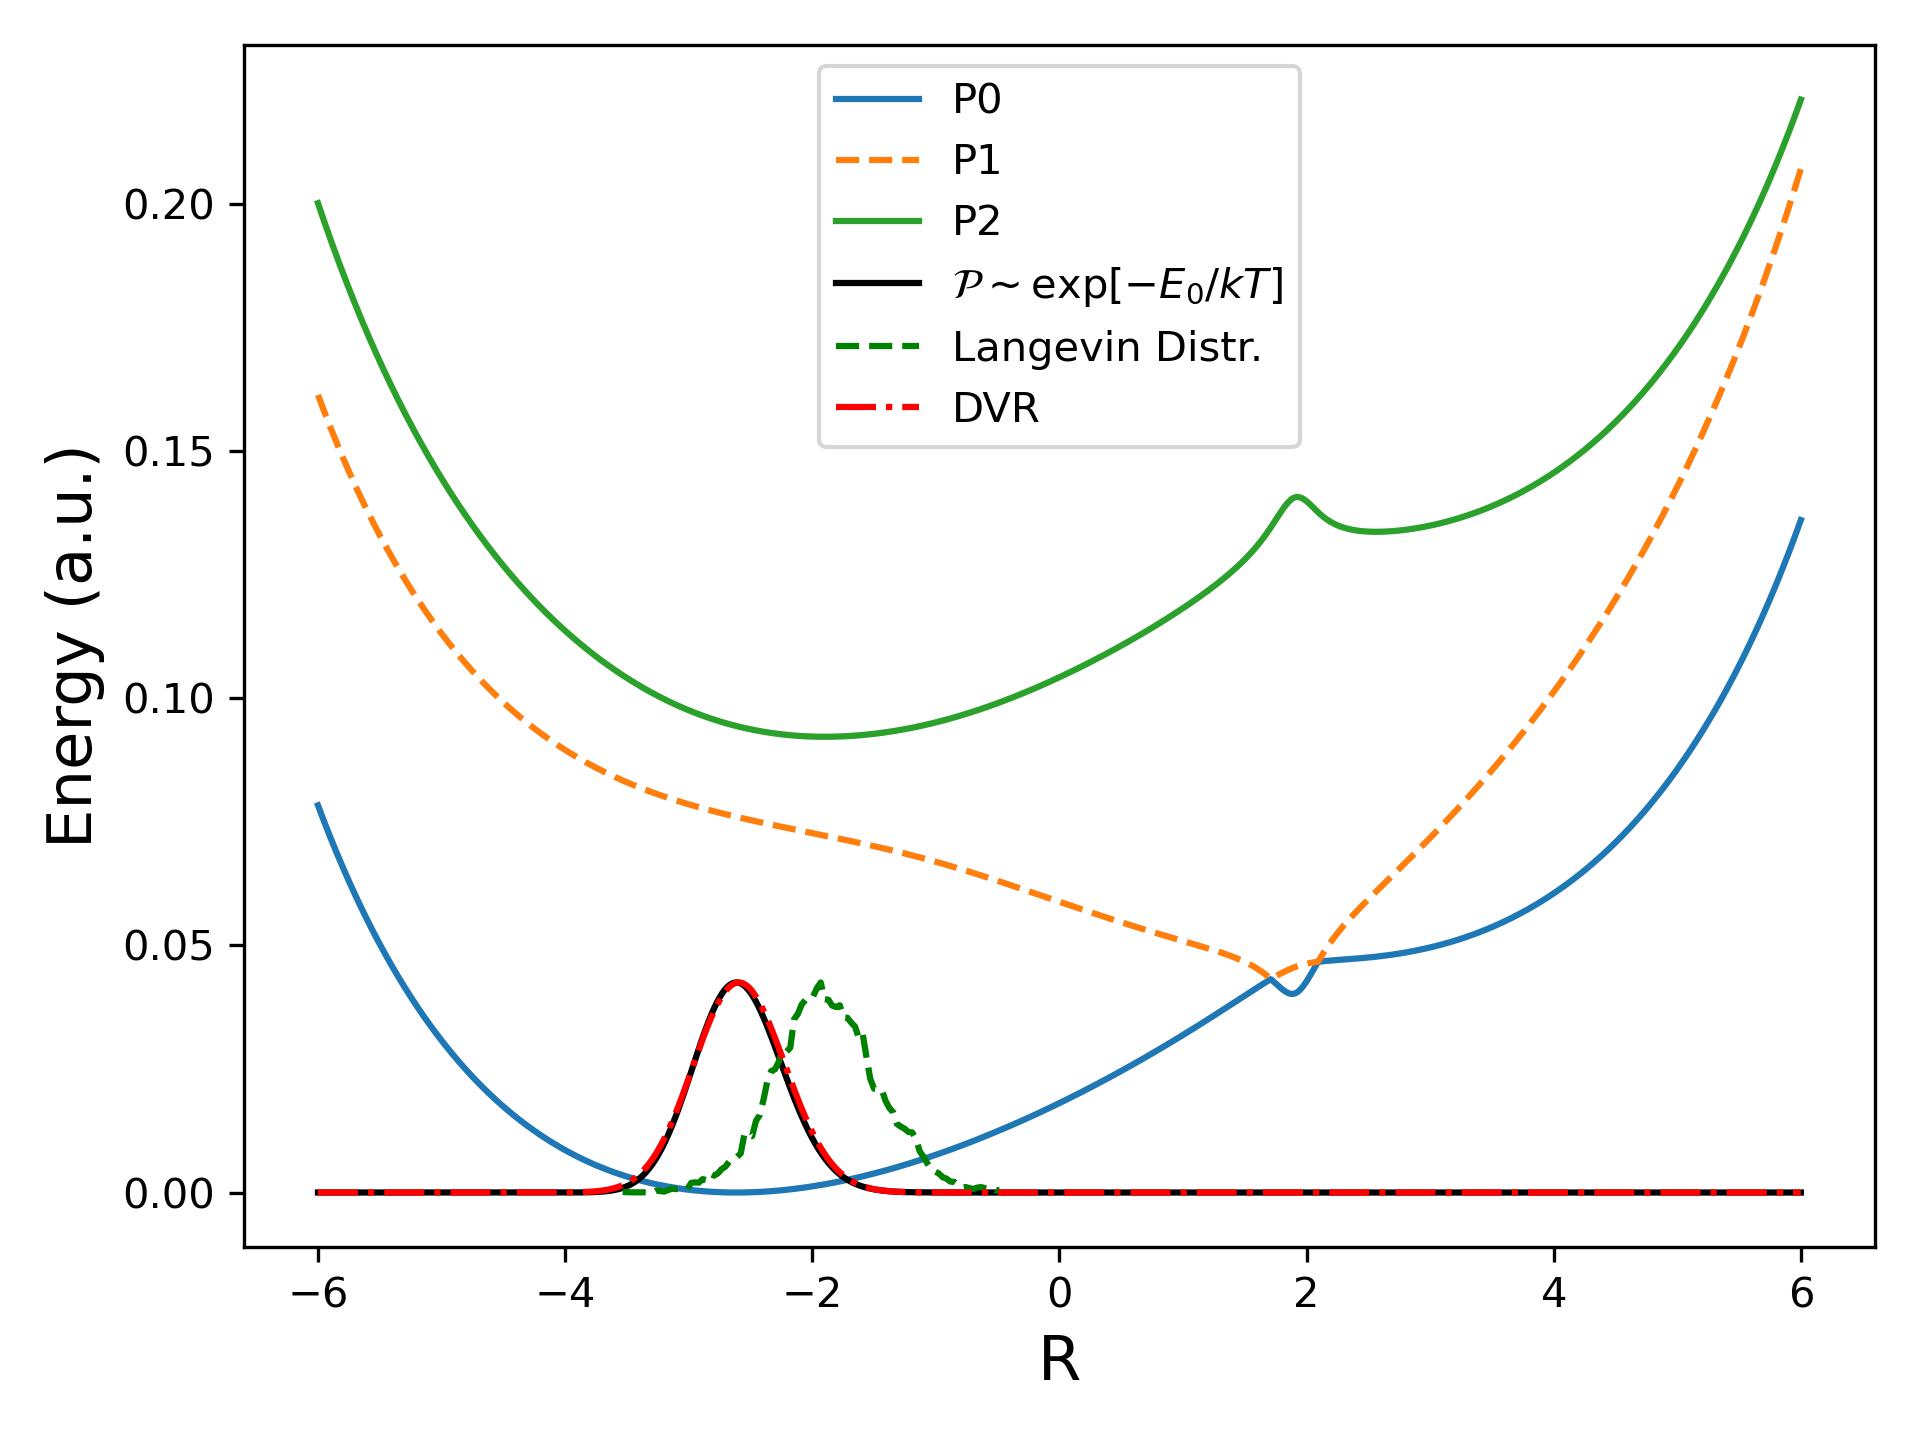 P0
P1
P2
𝒫 ~ exp[−E₀/kT]
Langevin Distr.
DVR
Energy (a.u.)
0.20
0.15
0.10
0.05
0.00
−6 −4 −2 0 2 4 6
R